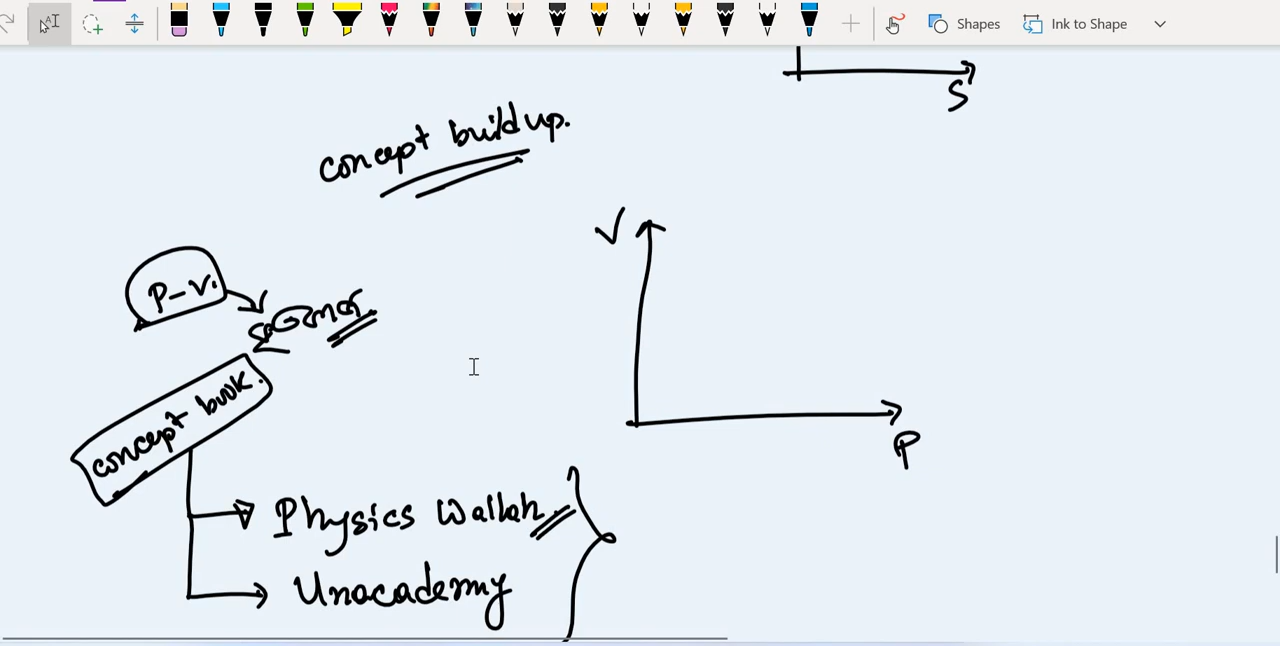 Shapes
Ink to Shape
S
concept build up.
V
P-V.
concept book.
P
Physics Wallah
Unacademy